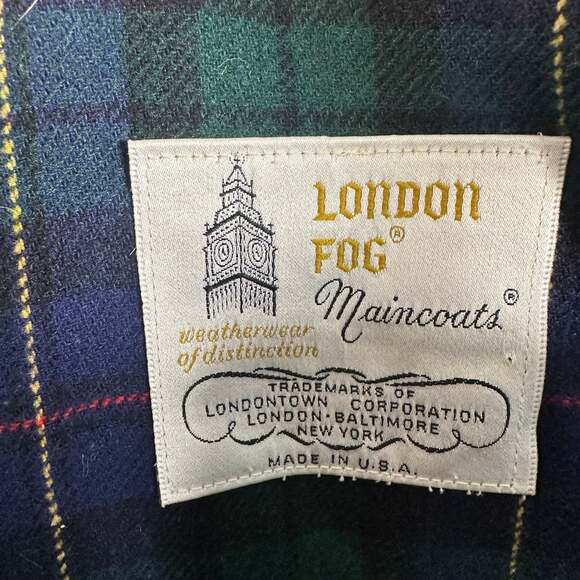 LONDON
FOG®
Maincoats®
weatherwear
of distinction
TRADEMARKS OF
LONDONTOWN CORPORATION
LONDON·BALTIMORE
NEW YORK
MADE IN U.S.A.